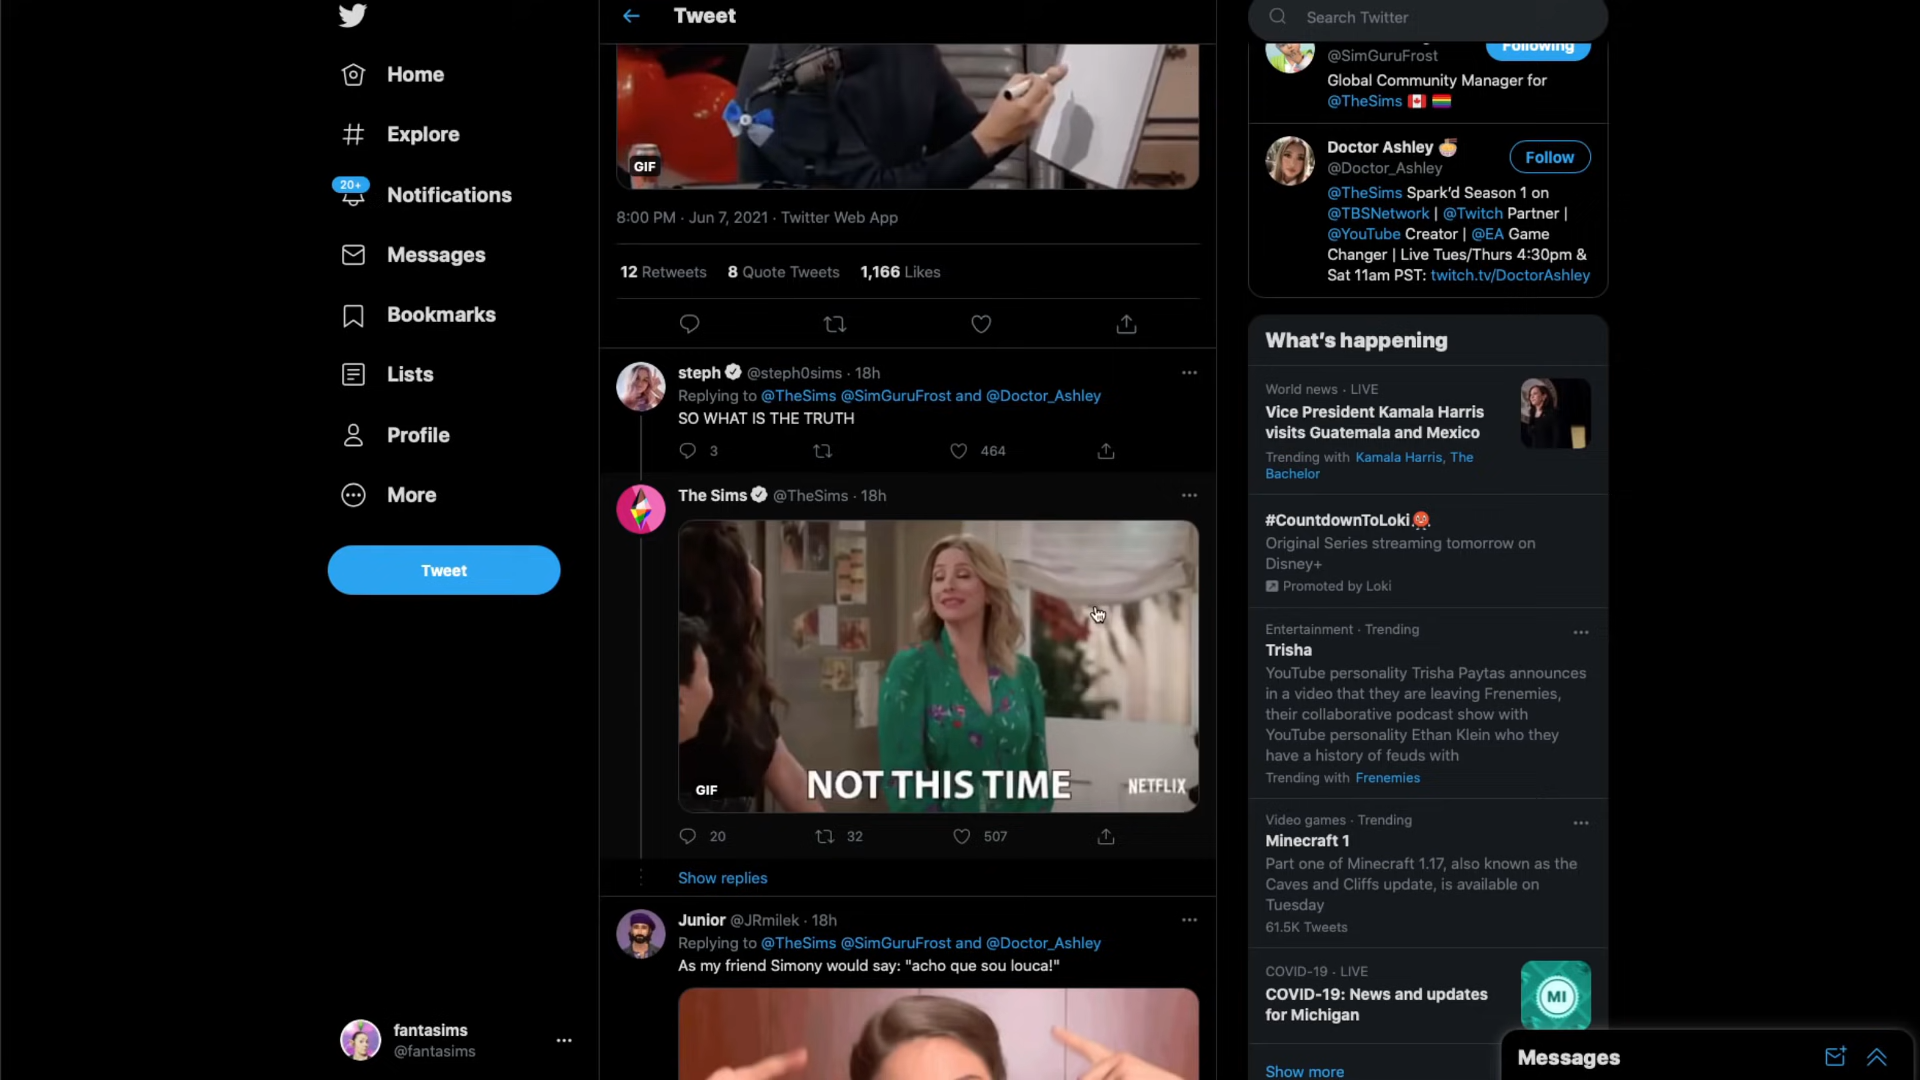 Home
Explore
20+
Notifications
Messages
Bookmarks
Lists
Profile
More
Tweet
fantasims
@fantasims
Tweet
GIF
8:00 PM · Jun 7, 2021 · Twitter Web App
12 Retweets 8 Quote Tweets 1,166 Likes
steph @steph0sims · 18h
Replying to @TheSims @SimGuruFrost and @Doctor_Ashley
SO WHAT IS THE TRUTH
3 464
The Sims @TheSims · 18h
NOT THIS TIME
GIF
NETFLIX
20 32 507
Show replies
Junior @JRmilek · 18h
Replying to @TheSims @SimGuruFrost and @Doctor_Ashley
As my friend Simony would say: "acho que sou louca!"
Search Twitter
@SimGuruFrost
Following
Global Community Manager for
@TheSims
Doctor Ashley
@Doctor_Ashley
Follow
@TheSims Spark'd Season 1 on
@TBSNetwork | @Twitch Partner |
@YouTube Creator | @EA Game
Changer | Live Tues/Thurs 4:30pm &
Sat 11am PST: twitch.tv/DoctorAshley
What's happening
World news · LIVE
Vice President Kamala Harris
visits Guatemala and Mexico
Trending with Kamala Harris, The
Bachelor
#CountdownToLoki
Original Series streaming tomorrow on
Disney+
Promoted by Loki
Entertainment · Trending
Trisha
YouTube personality Trisha Paytas announces
in a video that they are leaving Frenemies,
their collaborative podcast show with
YouTube personality Ethan Klein who they
have a history of feuds with
Trending with Frenemies
Video games · Trending
Minecraft 1
Part one of Minecraft 1.17, also known as the
Caves and Cliffs update, is available on
Tuesday
61.5K Tweets
COVID-19 · LIVE
COVID-19: News and updates
for Michigan
MI
Show more
Messages